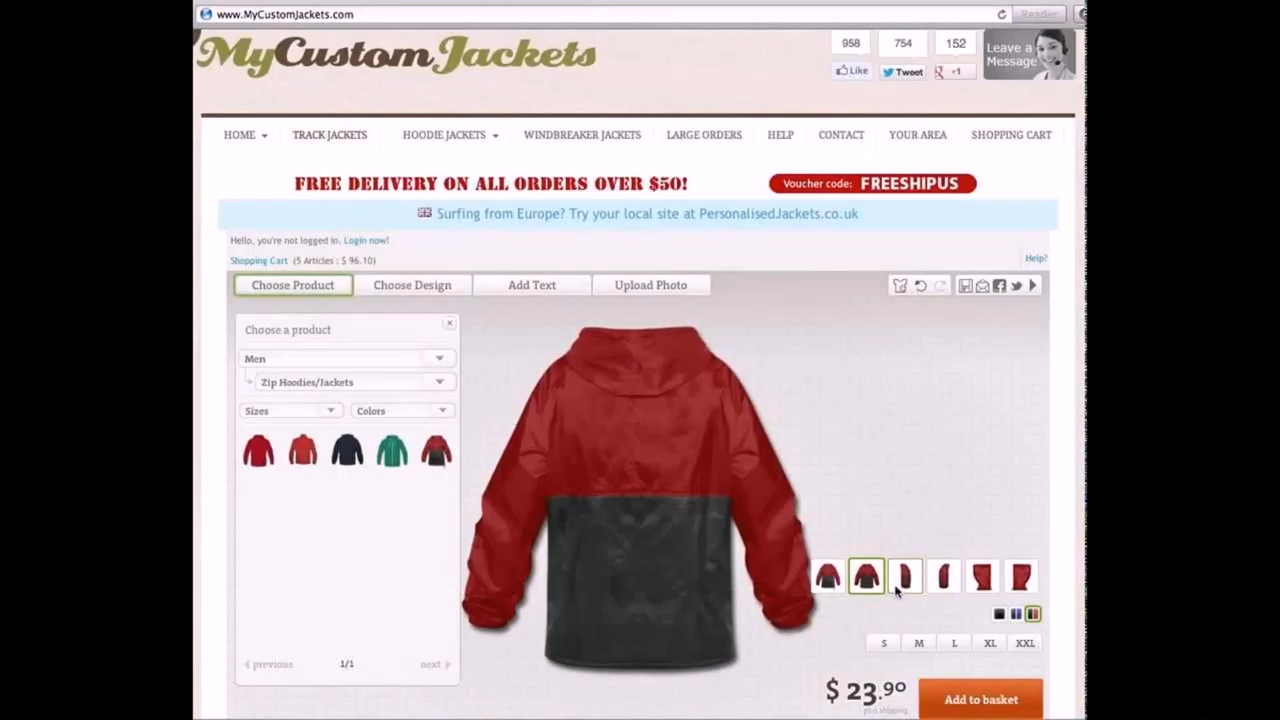 www.MyCustomJackets.com
Reader
MyCustomJackets
958 754 152
Like Tweet +1
Leave a
Message
HOME TRACK JACKETS HOODIE JACKETS WINDBREAKER JACKETS LARGE ORDERS HELP CONTACT YOUR AREA SHOPPING CART
FREE DELIVERY ON ALL ORDERS OVER $50! Voucher code: FREESHIPUS
Surfing from Europe? Try your local site at PersonalisedJackets.co.uk
Hello, you're not logged in. Login now!
Shopping Cart (5 Articles : $ 96.10) Help?
Choose Product Choose Design Add Text Upload Photo
Choose a product
Men
Zip Hoodies/Jackets
Sizes Colors
S M L XL XXL
previous 1/1 next
$ 23.90
plus shipping
Add to basket